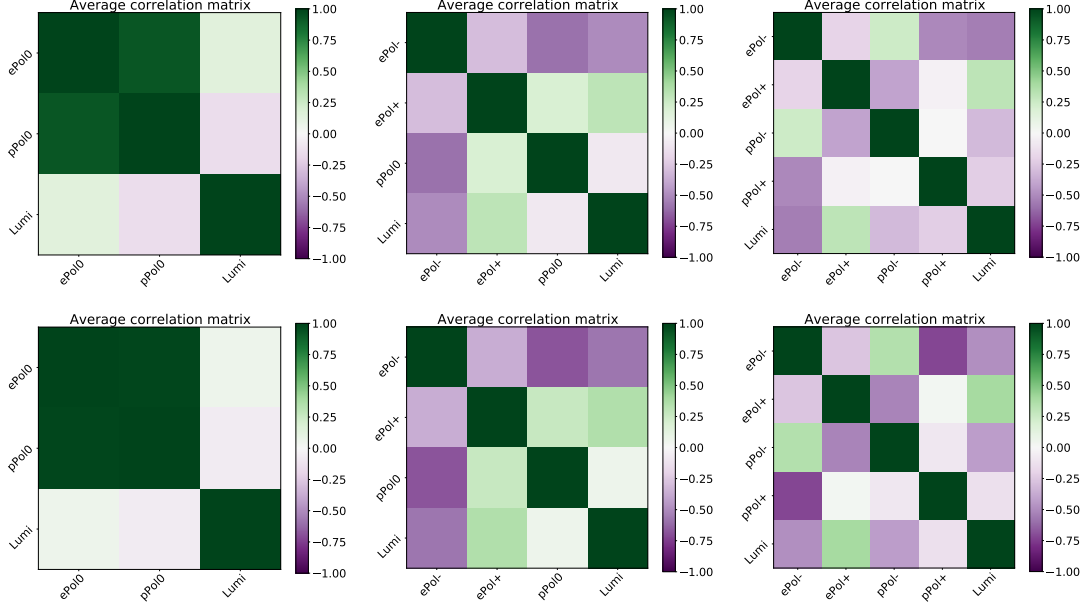 Average correlation matrix
ePol0
pPol0
Lumi
ePol0
pPol0
Lumi
1.00
0.75
0.50
0.25
0.00
−0.25
−0.50
−0.75
−1.00
Average correlation matrix
ePol-
ePol+
pPol0
Lumi
ePol-
ePol+
pPol0
Lumi
1.00
0.75
0.50
0.25
0.00
−0.25
−0.50
−0.75
−1.00
Average correlation matrix
ePol-
ePol+
pPol-
pPol+
Lumi
ePol-
ePol+
pPol-
pPol+
Lumi
1.00
0.75
0.50
0.25
0.00
−0.25
−0.50
−0.75
−1.00
Average correlation matrix
ePol0
pPol0
Lumi
ePol0
pPol0
Lumi
1.00
0.75
0.50
0.25
0.00
−0.25
−0.50
−0.75
−1.00
Average correlation matrix
ePol-
ePol+
pPol0
Lumi
ePol-
ePol+
pPol0
Lumi
1.00
0.75
0.50
0.25
0.00
−0.25
−0.50
−0.75
−1.00
Average correlation matrix
ePol-
ePol+
pPol-
pPol+
Lumi
ePol-
ePol+
pPol-
pPol+
Lumi
1.00
0.75
0.50
0.25
0.00
−0.25
−0.50
−0.75
−1.00